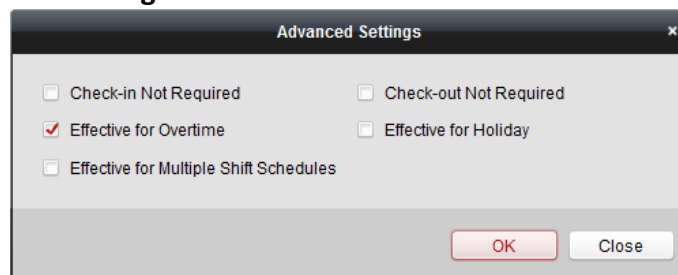 Advanced Settings ×
Check-in Not Required Check-out Not Required
Effective for Overtime Effective for Holiday
Effective for Multiple Shift Schedules
OK Close